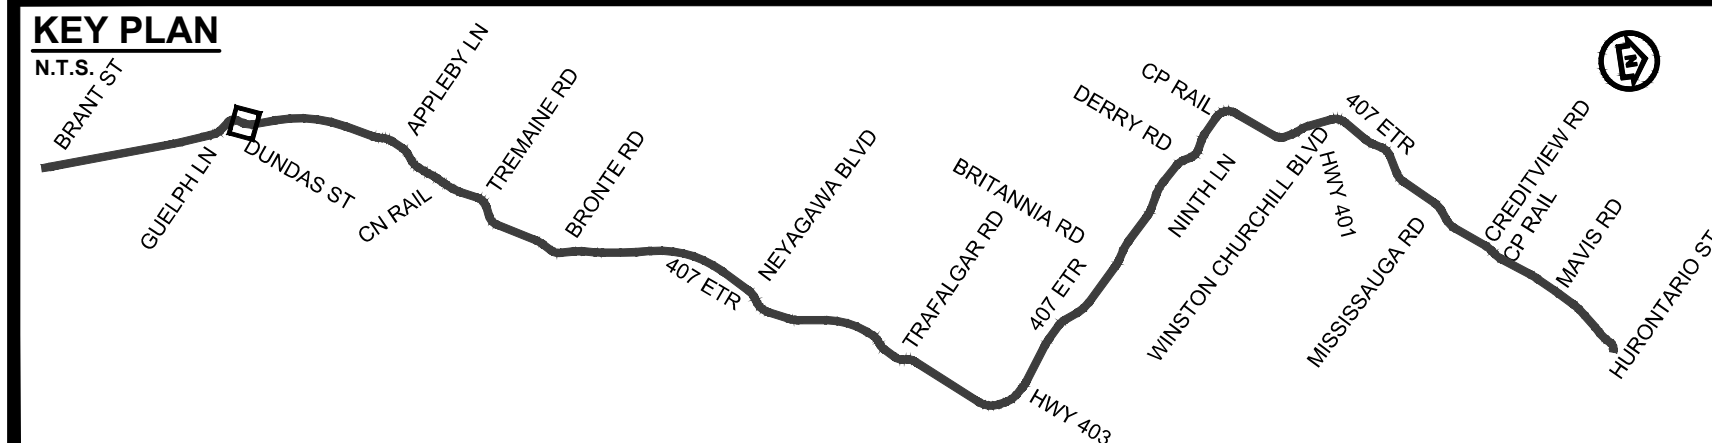 KEY PLAN
N.T.S.
BRANT ST
GUELPH LN
DUNDAS ST
APPLEBY LN
CN RAIL
TREMAINE RD
BRONTE RD
407 ETR
NEYAGAWA BLVD
TRAFALGAR RD
HWY 403
407 ETR
BRITANNIA RD
DERRY RD
CP RAIL
NINTH LN
WINSTON CHURCHILL BLVD
HWY 401
407 ETR
MISSISSAUGA RD
CREDITVIEW RD
CP RAIL
MAVIS RD
HURONTARIO ST
N